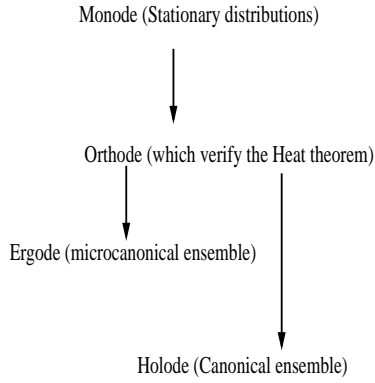 Monode (Stationary distributions)
Orthode (which verify the Heat theorem)
Ergode (microcanonical ensemble)
Holode (Canonical ensemble)